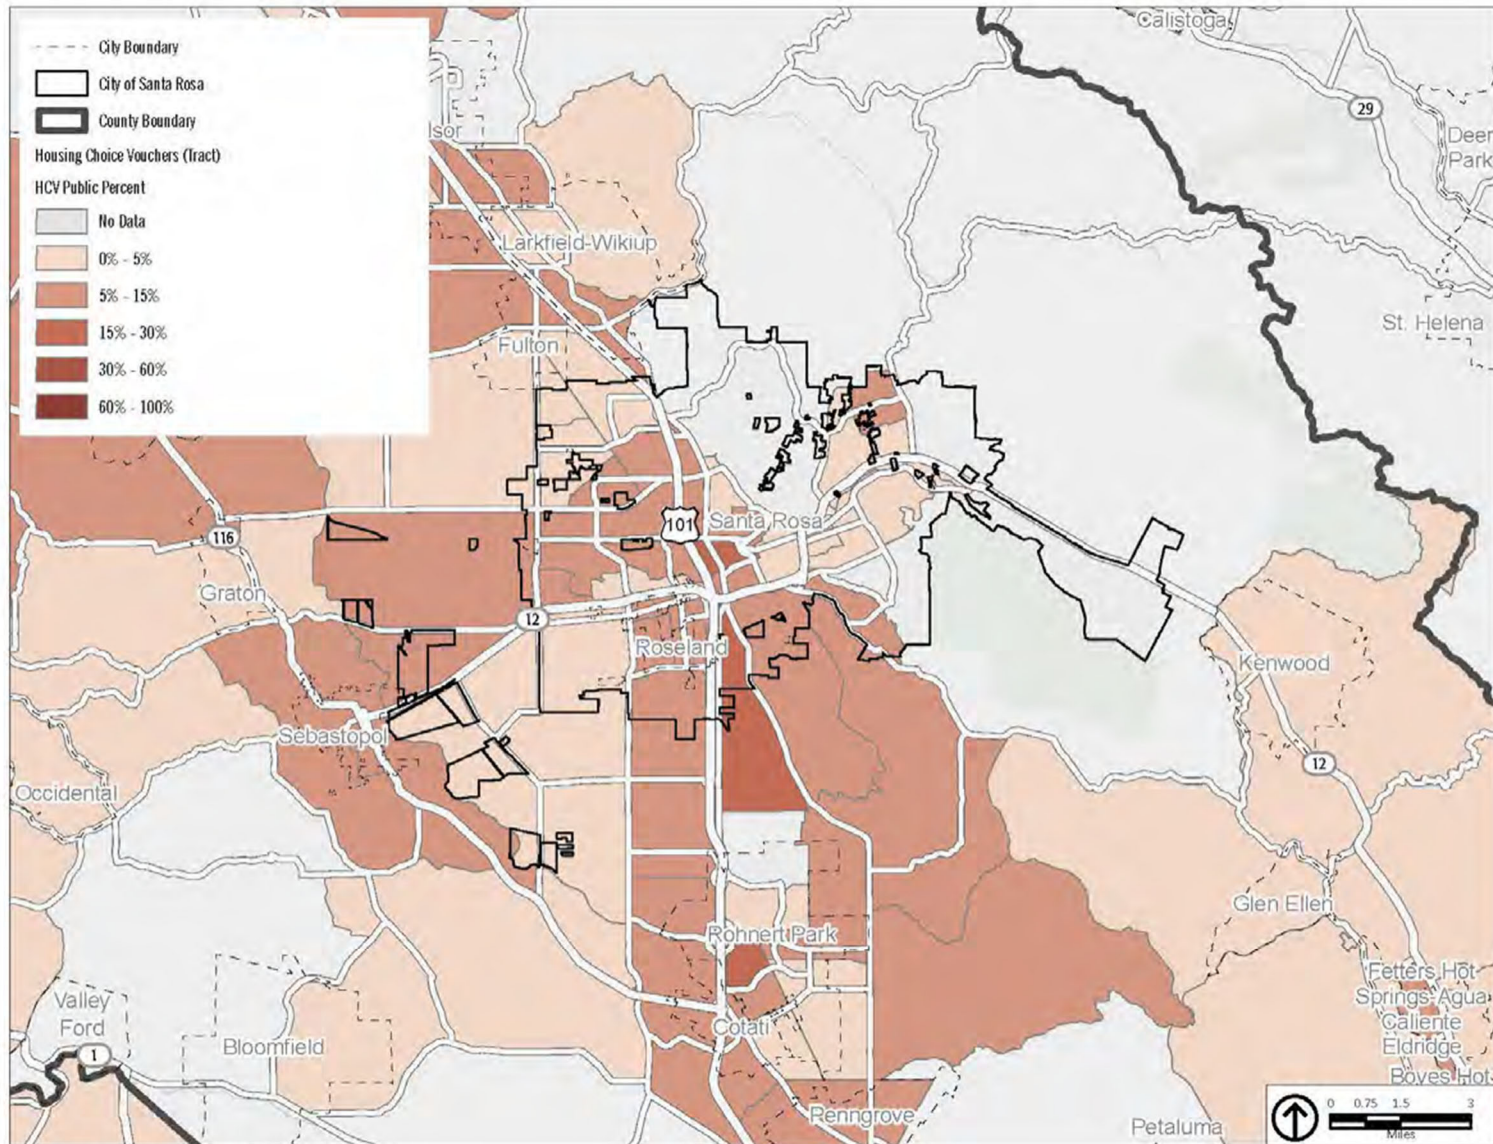 City Boundary
City of Santa Rosa
County Boundary
Housing Choice Vouchers (Tract)
HCV Public Percent
No Data
0% - 5%
5% - 15%
15% - 30%
30% - 60%
60% - 100%
Calistoga
29
Deer
Park
lsor
Larkfield-Wikiup
St. Helena
Fulton
101
Santa Rosa
116
Graton
12
Roseland
Kenwood
Sebastopol
12
Occidental
Glen Ellen
Rohnert Park
Fetters Hot
Springs-Agua
Caliente
Eldridge
Valley
Ford
Cotati
Bloomfield
1
Boyes Hot
Penngrove
Petaluma
0 0.75 1.5 3
Miles